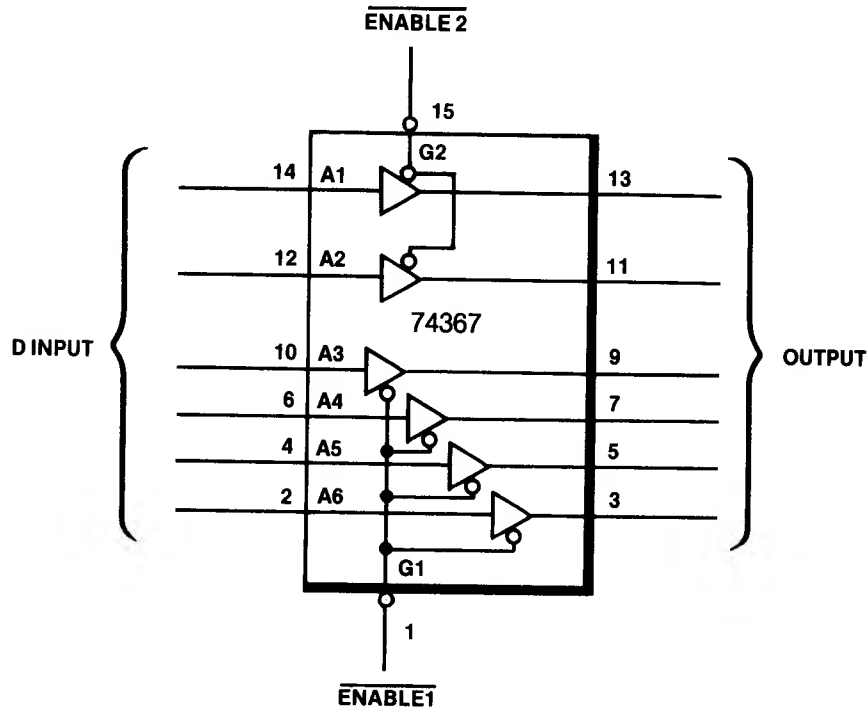 ENABLE 2
15
G2
14 A1 13
12 A2 11
74367
D INPUT OUTPUT
10 A3 9
6 A4 7
4 A5 5
2 A6 3
G1
1
ENABLE1